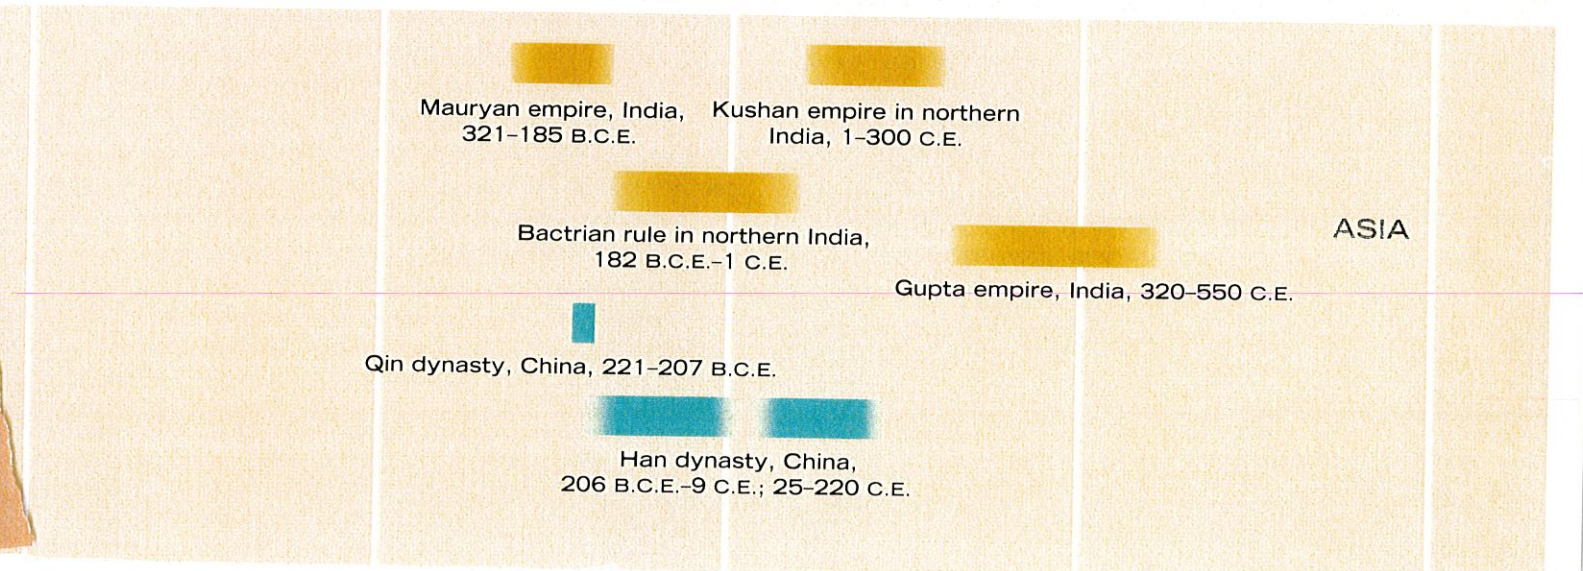 Mauryan empire, India,
321–185 B.C.E.
Kushan empire in northern
India, 1–300 C.E.
Bactrian rule in northern India,
182 B.C.E.–1 C.E.
ASIA
Gupta empire, India, 320–550 C.E.
Qin dynasty, China, 221–207 B.C.E.
Han dynasty, China,
206 B.C.E.–9 C.E.; 25–220 C.E.